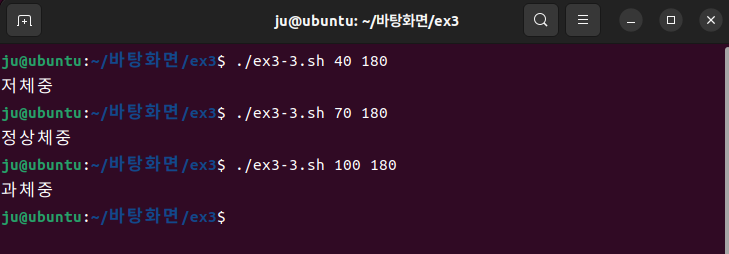 ju@ubuntu: ~/바탕화면/ex3
ju@ubuntu:~/바탕화면/ex3$ ./ex3-3.sh 40 180
저체중
ju@ubuntu:~/바탕화면/ex3$ ./ex3-3.sh 70 180
정상체중
ju@ubuntu:~/바탕화면/ex3$ ./ex3-3.sh 100 180
과체중
ju@ubuntu:~/바탕화면/ex3$